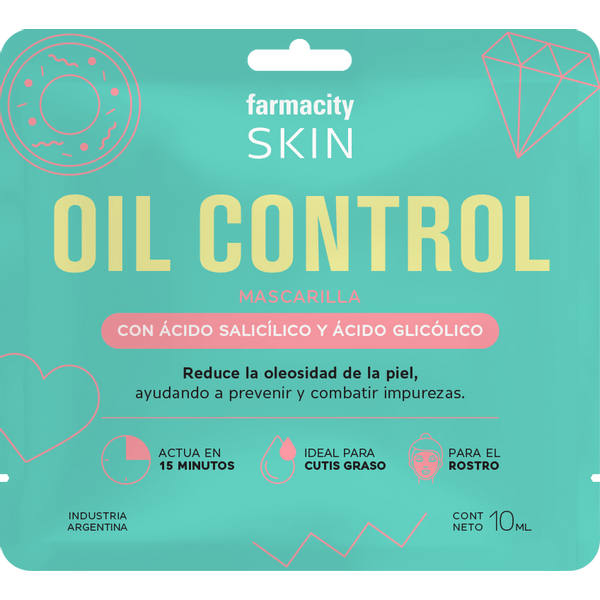 farmacity
SKIN
OIL CONTROL
MASCARILLA
CON ÁCIDO SALICÍLICO Y ÁCIDO GLICÓLICO
Reduce la oleosidad de la piel,
ayudando a prevenir y combatir impurezas.
ACTUA EN
15 MINUTOS
IDEAL PARA
CUTIS GRASO
PARA EL
ROSTRO
INDUSTRIA
ARGENTINA
CONT
NETO 10ML